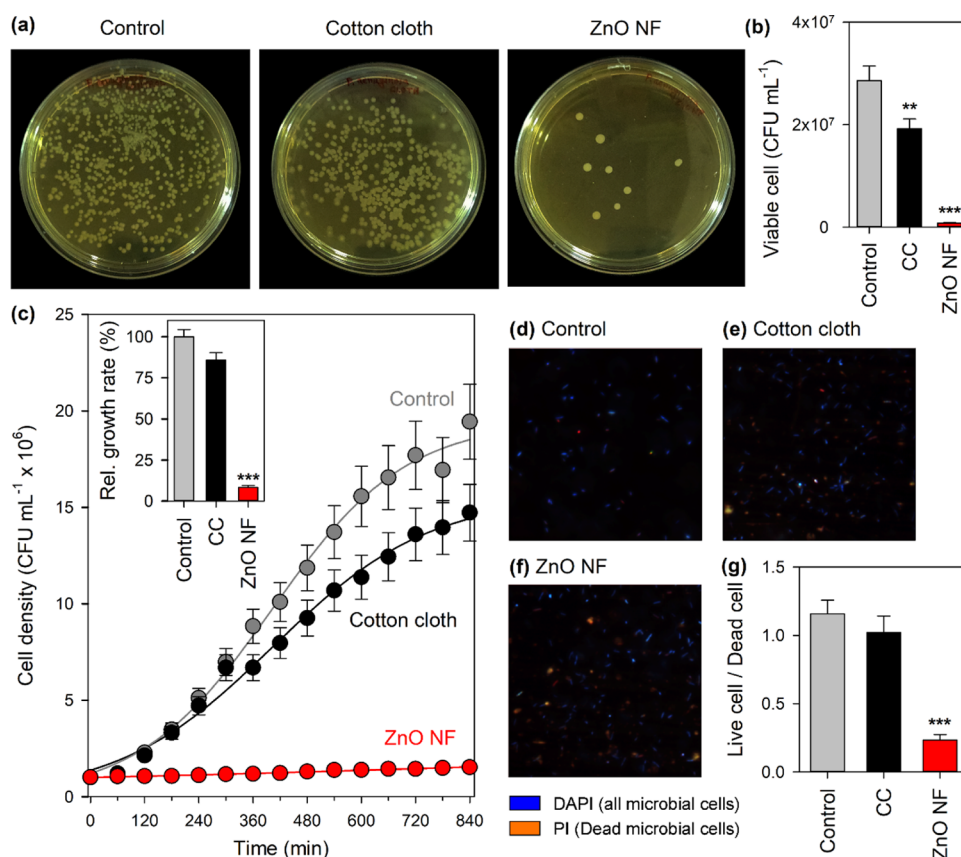 (a) Control Cotton cloth ZnO NF
(b)
Viable cell (CFU mL⁻¹)
4x10⁷
2x10⁷
0
**
***
Control
CC
ZnO NF
(c)
Cell density (CFU mL⁻¹ x 10⁶)
25
20
15
10
5
0
0 120 240 360 480 600 720 840
Time (min)
Rel. growth rate (%)
100
75
50
25
0
***
Control
CC
ZnO NF
Control
Cotton cloth
ZnO NF
(d) Control
(e) Cotton cloth
(f) ZnO NF
DAPI (all microbial cells)
PI (Dead microbial cells)
(g)
Live cell / Dead cell
1.5
1.0
0.5
0.0
***
Control
CC
ZnO NF